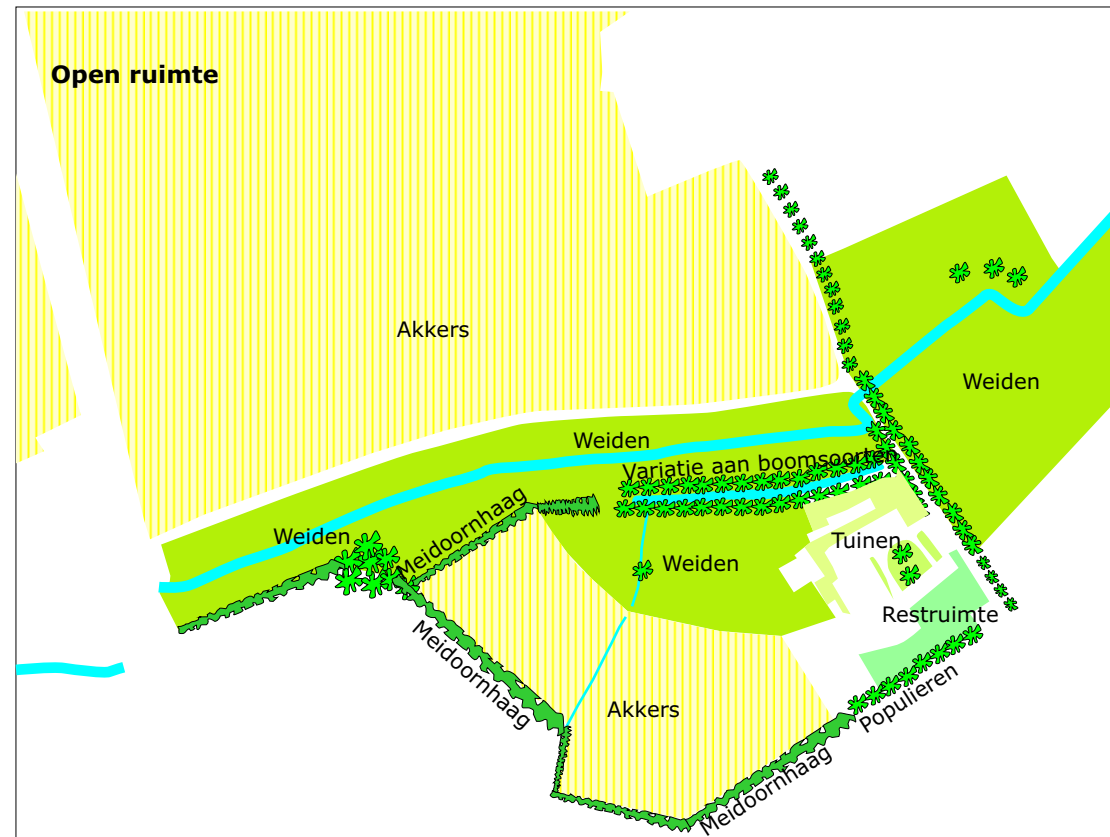 Open ruimte
Akkers
Weiden
Weiden
Variatie aan boomsoorten
Meidoornhaag
Weiden
Tuinen
Weiden
Restruimte
Meidoornhaag
Akkers
Populieren
Meidoornhaag